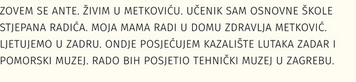 ZOVEM SE ANTE. ŽIVIM U METKOVIĆU. UČENIK SAM OSNOVNE ŠKOLE
STJEPANA RADIĆA. MOJA MAMA RADI U DOMU ZDRAVLJA METKOVIĆ.
LJETUJEMO U ZADRU. ONDJE POSJEĆUJEM KAZALIŠTE LUTAKA ZADAR I
POMORSKI MUZEJ. RADO BIH POSJETIO TEHNIČKI MUZEJ U ZAGREBU.